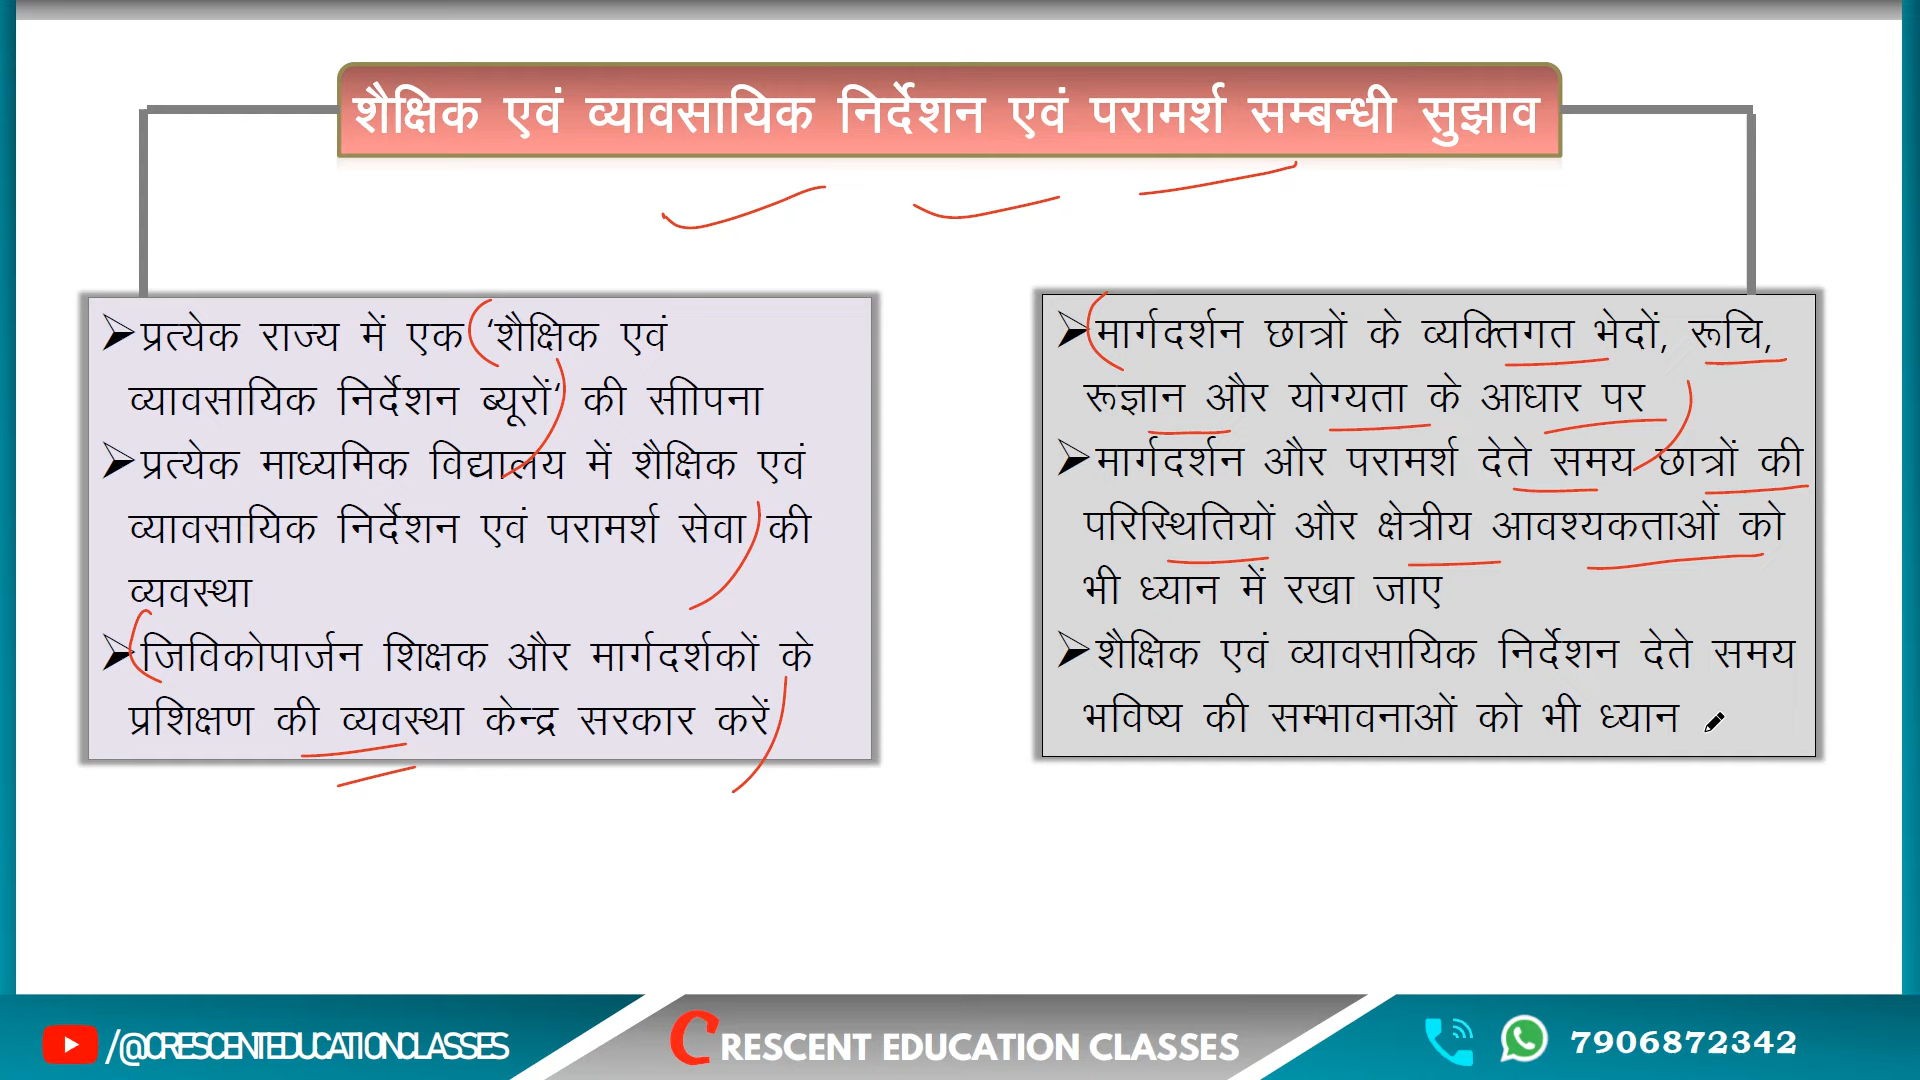 शैक्षिक एवं व्यावसायिक निर्देशन एवं परामर्श सम्बन्धी सुझाव
➤प्रत्येक राज्य में एक ‘शैक्षिक एवं
व्यावसायिक निर्देशन ब्यूरों‘ की सीापना
➤प्रत्येक माध्यमिक विद्यालय में शैक्षिक एवं
व्यावसायिक निर्देशन एवं परामर्श सेवा की
व्यवस्था
➤जिविकोपार्जन शिक्षक और मार्गदर्शकों के
प्रशिक्षण की व्यवस्था केन्द्र सरकार करें
➤मार्गदर्शन छात्रों के व्यक्तिगत भेदों, रूचि,
रूज्ञान और योग्यता के आधार पर
➤मार्गदर्शन और परामर्श देते समय छात्रों की
परिस्थितियों और क्षेत्रीय आवश्यकताओं को
भी ध्यान में रखा जाए
➤शैक्षिक एवं व्यावसायिक निर्देशन देते समय
भविष्य की सम्भावनाओं को भी ध्यान
/@CRESCENTEDUCATIONCLASSES
CRESCENT EDUCATION CLASSES
7906872342